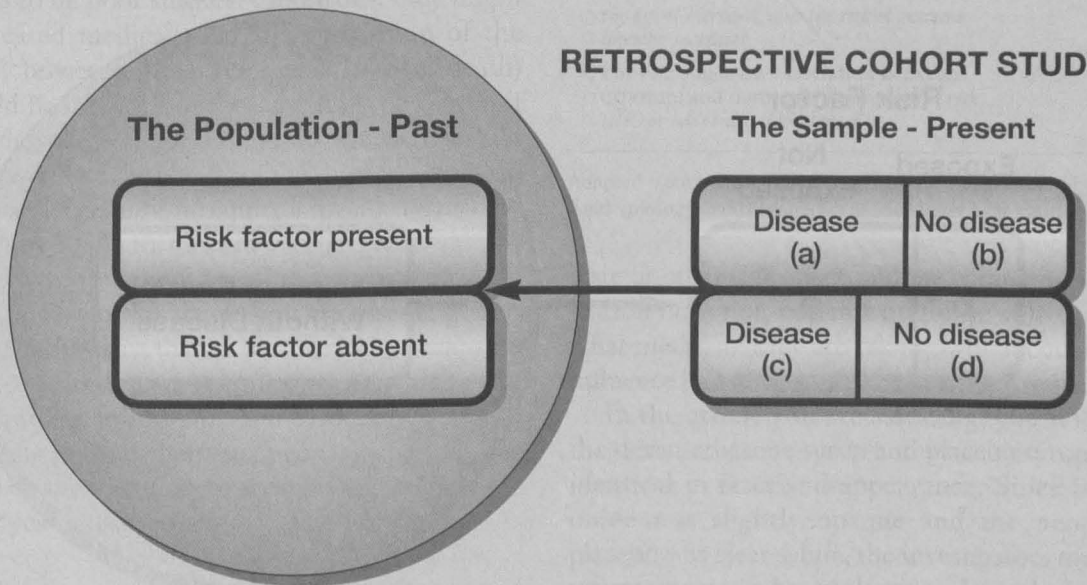 RETROSPECTIVE COHORT STUD
The Population - Past
The Sample - Present
Risk factor present
Risk factor absent
Disease
(a)
No disease
(b)
Disease
(c)
No disease
(d)